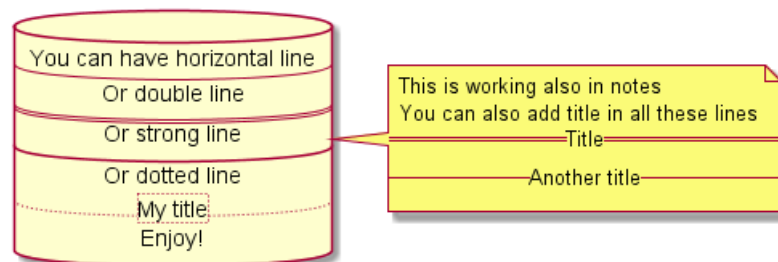 You can have horizontal line
Or double line
Or strong line
Or dotted line
My title
Enjoy!
This is working also in notes
You can also add title in all these lines
Title
Another title